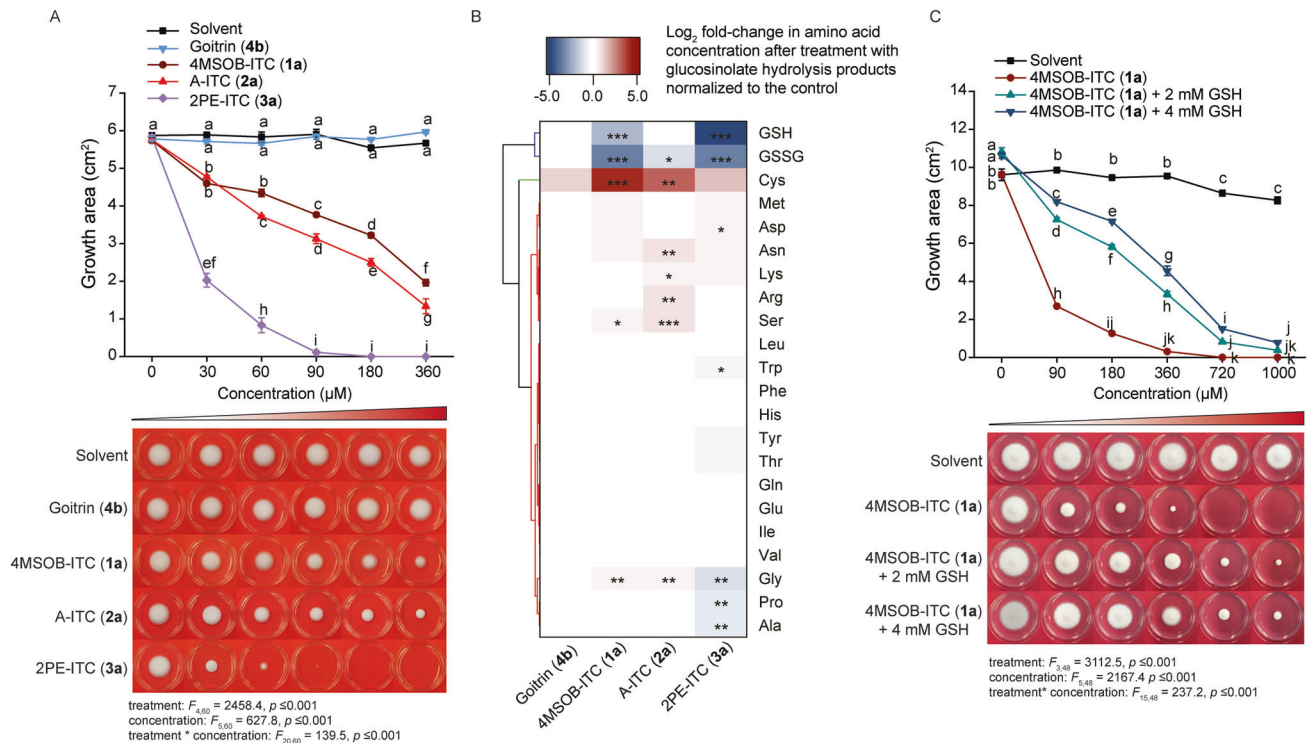 A
Solvent
Goitrin (4b)
4MSOB-ITC (1a)
A-ITC (2a)
2PE-ITC (3a)
Growth area (cm²)
7
6
5
4
3
2
1
0
a a a a a a
a a a a a
b b c d f
b c d e g
ef h i i i
0 30 60 90 180 360
Concentration (µM)
Solvent
Goitrin (4b)
4MSOB-ITC (1a)
A-ITC (2a)
2PE-ITC (3a)
treatment: F4,60 = 2458.4, p ≤0.001
concentration: F5,60 = 627.8, p ≤0.001
treatment * concentration: F20,60 = 139.5, p ≤0.001
B
-5.0 0.0 5.0
Log2 fold-change in amino acid
concentration after treatment with
glucosinolate hydrolysis products
normalized to the control
*** *** GSH
*** * *** GSSG
*** ** Cys
Met
* Asp
** Asn
* Lys
** Arg
* *** Ser
Leu
* Trp
Phe
His
Tyr
Thr
Gln
Glu
Ile
Val
** ** ** Gly
** Pro
** Ala
Goitrin (4b)
4MSOB-ITC (1a)
A-ITC (2a)
2PE-ITC (3a)
C
Solvent
4MSOB-ITC (1a)
4MSOB-ITC (1a) + 2 mM GSH
4MSOB-ITC (1a) + 4 mM GSH
Growth area (cm²)
14
12
10
8
6
4
2
0
a
a
b
b
b b b c c
c e g i j
d f h j jk
h ij jk k k
0 90 180 360 720 1000
Concentration (µM)
Solvent
4MSOB-ITC (1a)
4MSOB-ITC (1a)
+ 2 mM GSH
4MSOB-ITC (1a)
+ 4 mM GSH
treatment: F3,48 = 3112.5, p ≤0.001
concentration: F5,48 = 2167.4, p ≤0.001
treatment* concentration: F15,48 = 237.2, p ≤0.001